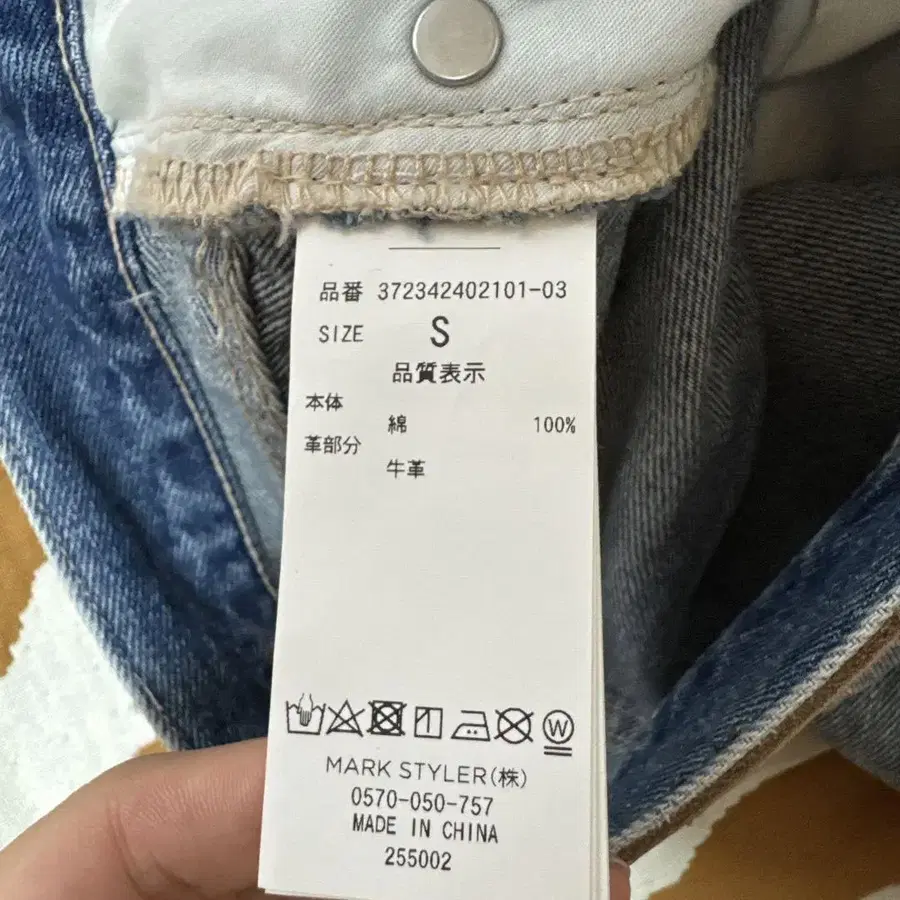 品番 372342402101-03
SIZE S
品質表示
本体
綿 100%
革部分
牛革
W
MARK STYLER(株)
0570-050-757
MADE IN CHINA
255002